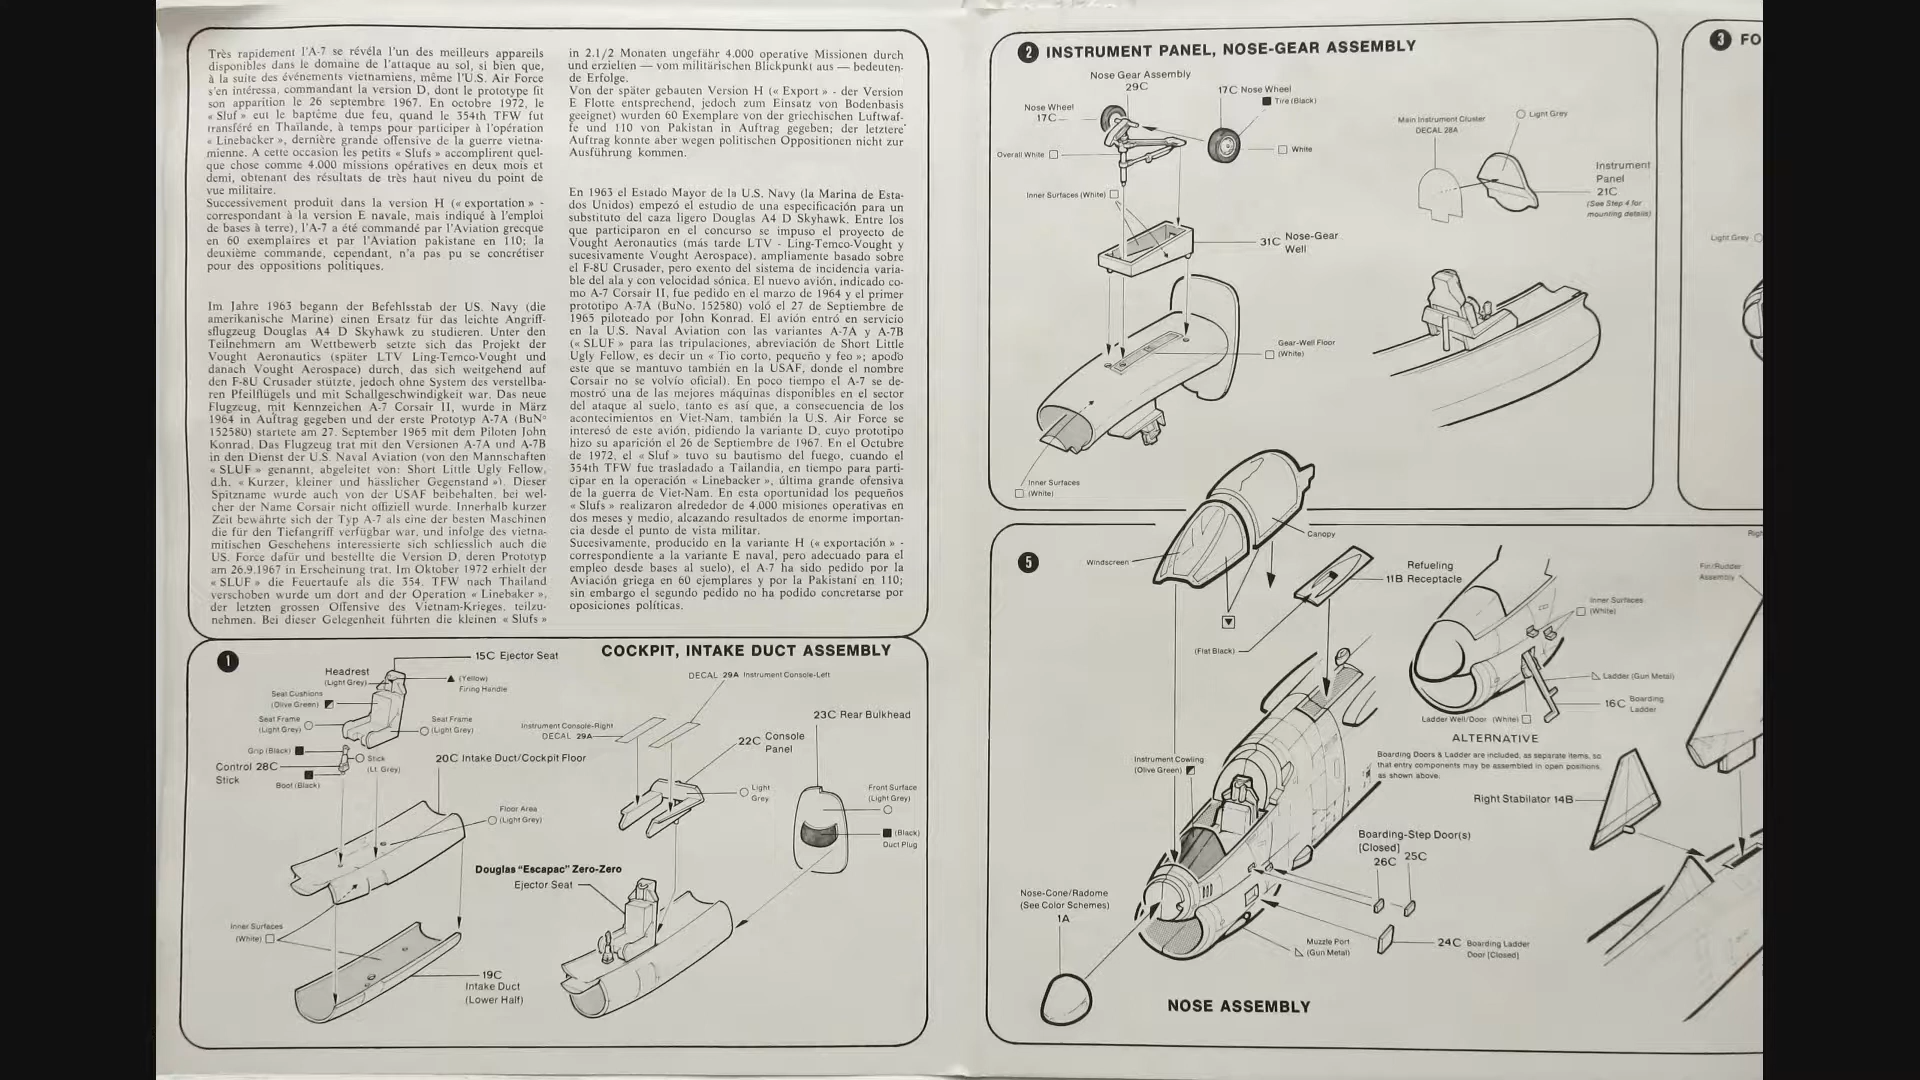 Très rapidement l'A-7 se révéla l'un des meilleurs appareils
disponibles dans le domaine de l'attaque au sol, si bien que,
à la suite des événements vietnamiens, même l'U.S. Air Force
s'en intéressa, commandant la version D, dont le prototype fit
son apparition le 26 septembre 1967. En octobre 1972, le
« Sluf » eut le baptême due feu, quand le 354th TFW fut
transféré en Thaïlande, à temps pour participer à l'opération
« Linebacker », dernière grande offensive de la guerre vietna-
mienne. A cette occasion les petits « Slufs » accomplirent quel-
que chose comme 4.000 missions opératives en deux mois et
demi, obtenant des résultats de très haut niveu du point de
vue militaire.
Successivement produit dans la version H (« exportation » -
correspondant à la version E navale, mais indiqué à l'emploi
de bases à terre), l'A-7 a été commandé par l'Aviation grecque
en 60 exemplaires et par l'Aviation pakistane en 110; la
deuxième commande, cependant, n'a pas pu se concrétiser
pour des oppositions politiques.
Im Jahre 1963 begann der Befehlsstab der US. Navy (die
amerikanische Marine) einen Ersatz für das leichte Angriff-
sflugzeug Douglas A4 D Skyhawk zu studieren. Unter den
Teilnehmern am Wettbewerb setzte sich das Projekt der
Vought Aeronautics (später LTV Ling-Temco-Vought und
danach Vought Aerospace) durch, das sich weitgehend auf
den F-8U Crusader stützte, jedoch ohne System des verstellba-
ren Pfeilflügels und mit Schallgeschwindigkeit war. Das neue
Flugzeug, mit Kennzeichen A-7 Corsair II, wurde in März
1964 in Auftrag gegeben und der erste Prototyp A-7A (BuN°
152580) startete am 27. September 1965 mit dem Piloten John
Konrad. Das Flugzeug trat mit den Versionen A-7A und A-7B
in den Dienst der U.S. Naval Aviation (von den Mannschaften
« SLUF » genannt, abgeleitet von: Short Little Ugly Fellow,
d.h. « Kurzer, kleiner und hässlicher Gegenstand »). Dieser
Spitzname wurde auch von der USAF beibehalten, bei wel-
cher der Name Corsair nicht offiziell wurde. Innerhalb kurzer
Zeit bewährte sich der Typ A-7 als eine der besten Maschinen
die für den Tiefangriff verfügbar war, und infolge des vietna-
mitischen Geschehens interessierte sich schliesslich auch die
US. Force dafür und bestellte die Version D, deren Prototyp
am 26.9.1967 in Erscheinung trat. Im Oktober 1972 erhielt der
« SLUF » die Feuertaufe als die 354. TFW nach Thailand
verschoben wurde um dort and der Operation « Linebaker »,
der letzten grossen Offensive des Vietnam-Krieges, teilzu-
nehmen. Bei dieser Gelegenheit führten die kleinen « Slufs »
in 2.1/2 Monaten ungefähr 4.000 operative Missionen durch
und erzielten — vom militärischen Blickpunkt aus — bedeuten-
de Erfolge.
Von der später gebauten Version H (« Export » - der Version
E Flotte entsprechend, jedoch zum Einsatz von Bodenbasis
geeignet) wurden 60 Exemplare von der griechischen Luftwaf-
fe und 110 von Pakistan in Auftrag gegeben; der letztere
Auftrag konnte aber wegen politischen Oppositionen nicht zur
Ausführung kommen.
En 1963 el Estado Mayor de la U.S. Navy (la Marina de Esta-
dos Unidos) empezó el estudio de una especificación para un
substituto del caza ligero Douglas A4 D Skyhawk. Entre los
que participaron en el concurso se impuso el proyecto de
Vought Aeronautics (más tarde LTV - Ling-Temco-Vought y
sucesivamente Vought Aerospace), ampliamente basado sobre
el F-8U Crusader, pero exento del sistema de incidencia varia-
ble del ala y con velocidad sónica. El nuevo avión, indicado co-
mo A-7 Corsair II, fue pedido en el marzo de 1964 y el primer
prototipo A-7A (BuNo. 152580) voló el 27 de Septiembre de
1965 piloteado por John Konrad. El avión entró en servicio
en la U.S. Naval Aviation con las variantes A-7A y A-7B
(« SLUF » para las tripulaciones, abreviación de Short Little
Ugly Fellow, es decir un « Tio corto, pequeño y feo »; apodo
este que se mantuvo también en la USAF, donde el nombre
Corsair no se volvío oficial). En poco tiempo el A-7 se de-
mostró una de las mejores máquinas disponibles en el sector
del ataque al suelo, tanto es así que, a consecuencia de los
acontecimientos en Viet-Nam, también la U.S. Air Force se
interesó de este avión, pidiendo la variante D, cuyo prototipo
hizo su aparición el 26 de Septiembre de 1967. En el Octubre
de 1972, el « Sluf » tuvo su bautismo del fuego, cuando el
354th TFW fue trasladado a Tailandia, en tiempo para parti-
cipar en la operación « Linebacker », última grande ofensiva
de la guerra de Viet-Nam. En esta oportunidad los pequeños
« Slufs » realizaron alrededor de 4.000 misiones operativas en
dos meses y medio, alcazando resultados de enorme importan-
cia desde el punto de vista militar.
Sucesivamente, producido en la variante H (« exportación » -
correspondiente a la variante E naval, pero adecuado para el
empleo desde bases al suelo), el A-7 ha sido pedido por la
Aviación griega en 60 ejemplares y por la Pakistaní en 110;
sin embargo el segundo pedido no ha podido concretarse por
oposiciones políticas.
1
COCKPIT, INTAKE DUCT ASSEMBLY
15C Ejector Seat
Headrest
(Light Grey)
(Yellow)
Firing Handle
Seat Cushions
(Olive Green)
Seat Frame
(Light Grey)
Seat Frame
(Light Grey)
Grip (Black)
Control 28C
Stick
Stick
(Lt. Grey)
Boot (Black)
20C Intake Duct/Cockpit Floor
Floor Area
(Light Grey)
DECAL 29A Instrument Console-Left
Instrument Console-Right
DECAL 29A
22C Console
Panel
Light
Grey
23C Rear Bulkhead
Front Surface
(Light Grey)
(Black)
Duct Plug
Douglas "Escapac" Zero-Zero
Ejector Seat
Inner Surfaces
(White)
19C
Intake Duct
(Lower Half)
2
INSTRUMENT PANEL, NOSE-GEAR ASSEMBLY
Nose Gear Assembly
29C
Nose Wheel
17C
17C Nose Wheel
Tire (Black)
Overall White
White
Inner Surfaces (White)
31C Nose-Gear
Well
Gear-Well Floor
(White)
Inner Surfaces
(White)
Main Instrument Cluster
DECAL 28A
Light Grey
Instrument
Panel
21C
(See Step 4 for
mounting details)
3
FO
Light Grey
5
Windscreen
Canopy
Refueling
11B Receptacle
(Flat Black)
Inner Surfaces
(White)
Ladder (Gun Metal)
16C Boarding
Ladder
Ladder Well/Door (White)
ALTERNATIVE
Boarding Doors & Ladder are included, as separate items, so
that entry components may be assembled in open positions,
as shown above.
Instrument Cowling
(Olive Green)
Right Stabilator 14B
Boarding-Step Door(s)
[Closed]
26C 25C
Nose-Cone/Radome
(See Color Schemes)
1A
Muzzle Port
(Gun Metal)
24C Boarding Ladder
Door [Closed]
NOSE ASSEMBLY
Righ
Fin/Rudder
Assembly